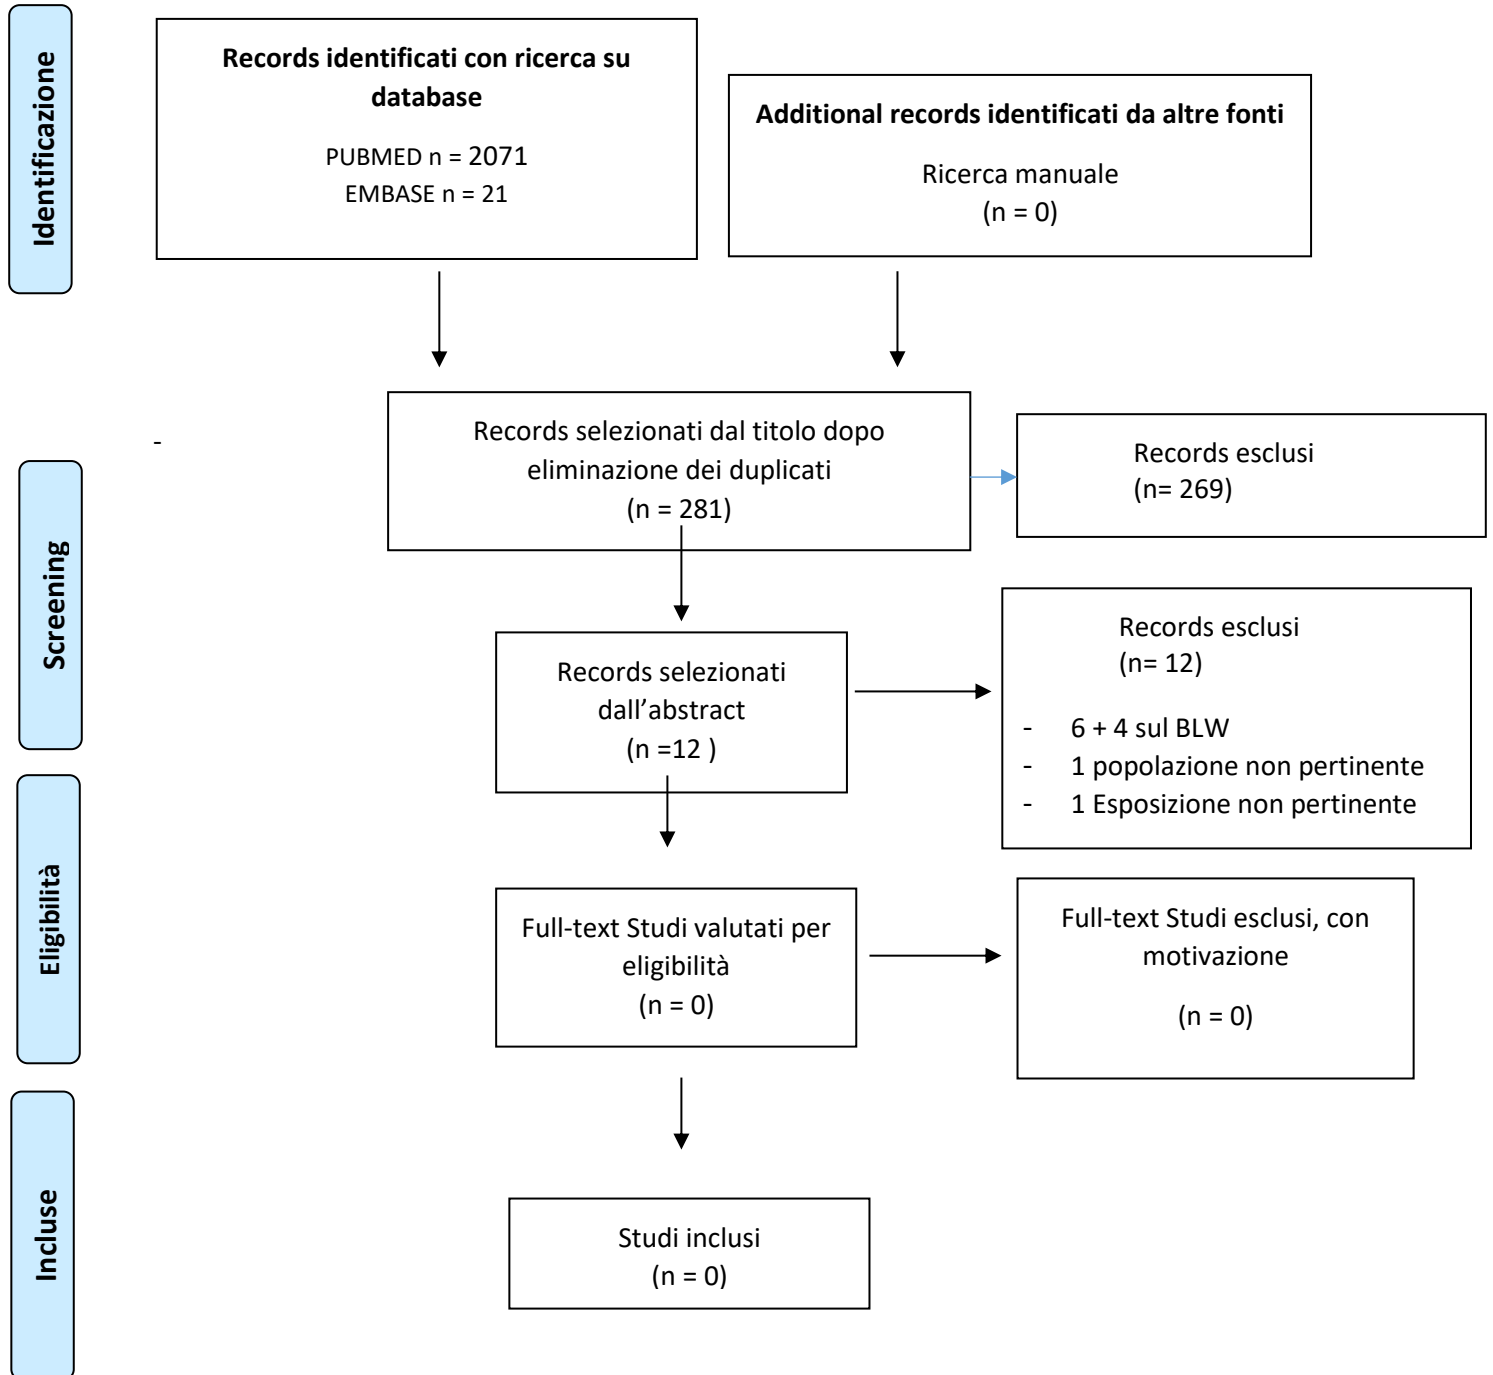 Identificazione
Records identificati con ricerca su
database
PUBMED n = 2071
EMBASE n = 21
Additional records identificati da altre fonti
Ricerca manuale
(n = 0)
-
Screening
Records selezionati dal titolo dopo
eliminazione dei duplicati
(n = 281)
Records esclusi
(n= 269)
Records selezionati
dall’abstract
(n =12 )
Records esclusi
(n= 12)
- 6 + 4 sul BLW
- 1 popolazione non pertinente
- 1 Esposizione non pertinente
Eligibilità
Full-text Studi valutati per
eligibilità
(n = 0)
Full-text Studi esclusi, con
motivazione
(n = 0)
Incluse
Studi inclusi
(n = 0)